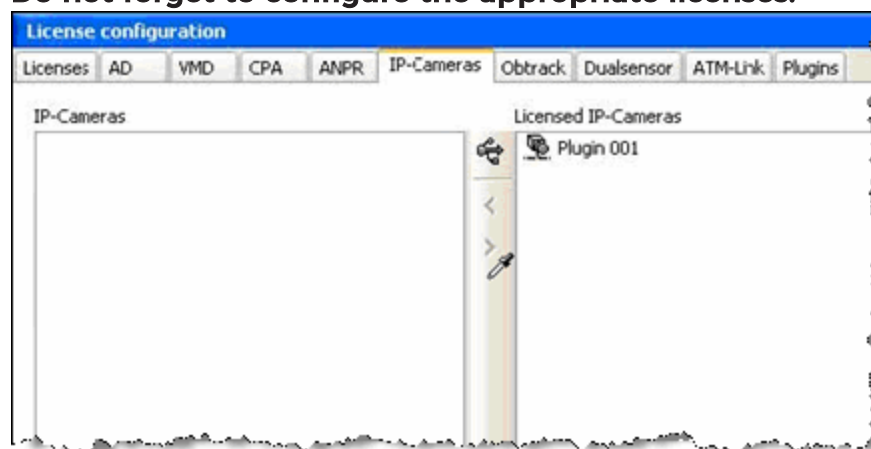 Do not forget to configure the appropriate licenses.
License configuration
Licenses AD VMD CPA ANPR IP-Cameras Obtrack Dualsensor ATM-Link Plugins
IP-Cameras Licensed IP-Cameras
Plugin 001